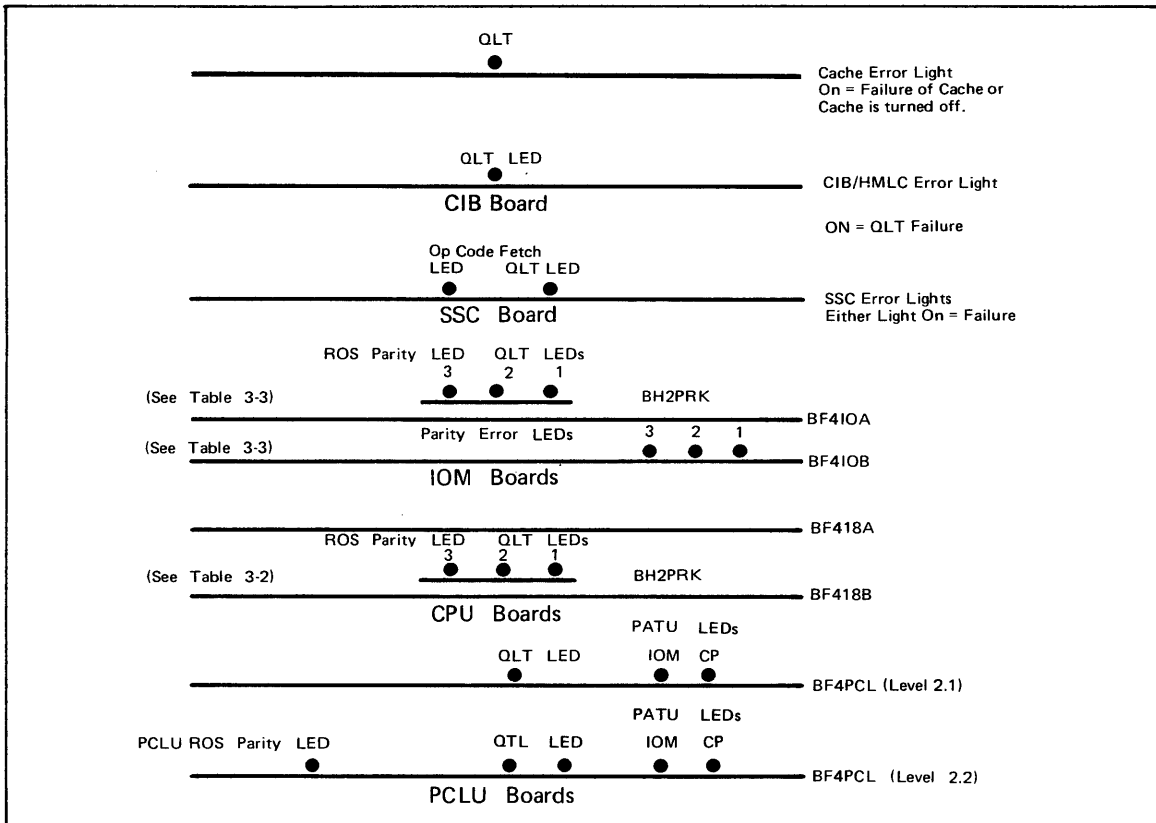 QLT
Cache Error Light
On = Failure of Cache or
Cache is turned off.
QLT LED
CIB/HMLC Error Light
CIB Board
ON = QLT Failure
Op Code Fetch
LED QLT LED
SSC Error Lights
SSC Board
Either Light On = Failure
ROS Parity LED QLT LEDs
3 2 1
(See Table 3-3) BH2PRK
BF4IOA
Parity Error LEDs 3 2 1
(See Table 3-3)
BF4IOB
IOM Boards
BF418A
ROS Parity LED QLT LEDs
3 2 1
(See Table 3-2) BH2PRK
BF418B
CPU Boards
PATU LEDs
QLT LED IOM CP
BF4PCL (Level 2.1)
PATU LEDs
PCLU ROS Parity LED QTL LED IOM CP
BF4PCL (Level 2.2)
PCLU Boards